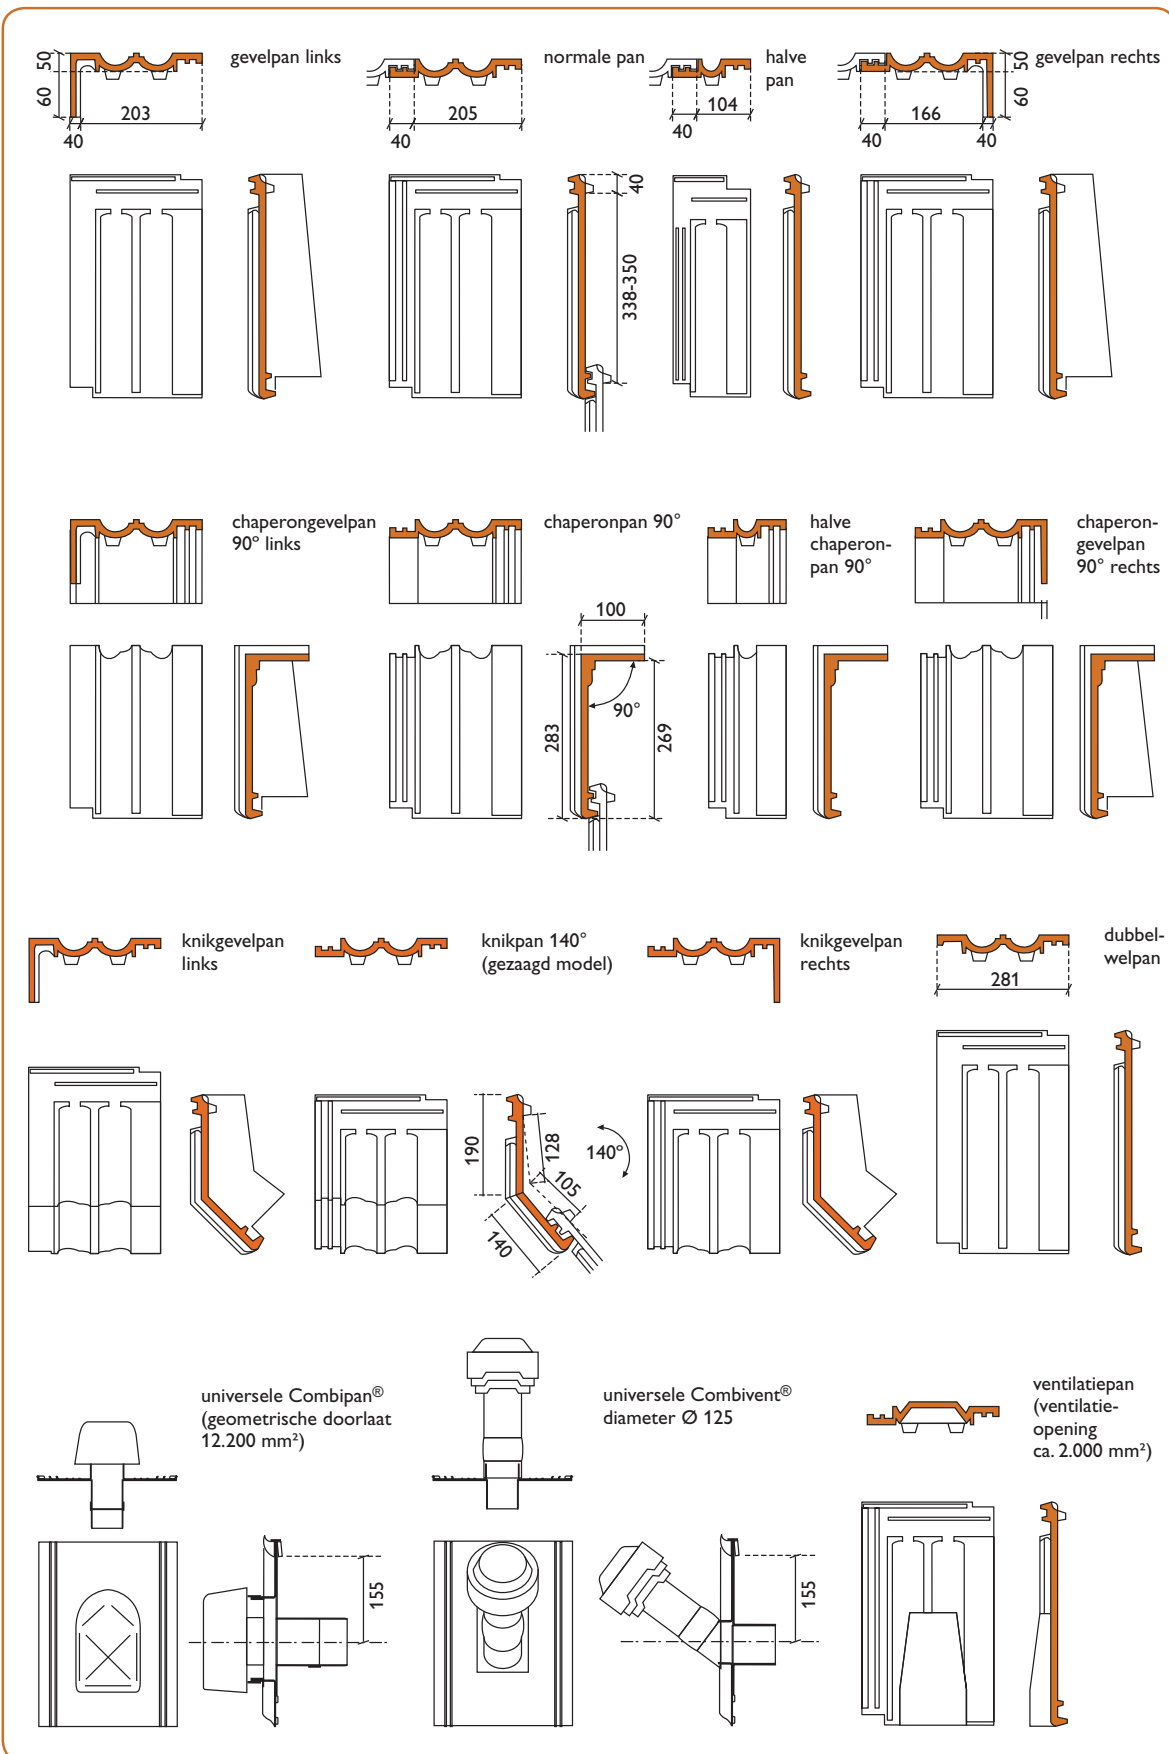 gevelpan links
50
60
203
40
normale pan
205
40
halve
pan
104
40
gevelpan rechts
50
60
166
40
40
40
338-350
chaperongevelpan
90º links
chaperonpan 90°
halve
chaperon-
pan 90°
chaperon-
gevelpan
90° rechts
100
90°
283
269
knikgevelpan
links
knikpan 140°
(gezaagd model)
knikgevelpan
rechts
dubbel-
welpan
281
190
128
105
140
140°
universele Combipan®
(geometrische doorlaat
12.200 mm²)
universele Combivent®
diameter Ø 125
ventilatiepan
(ventilatie-
opening
ca. 2.000 mm²)
155
155